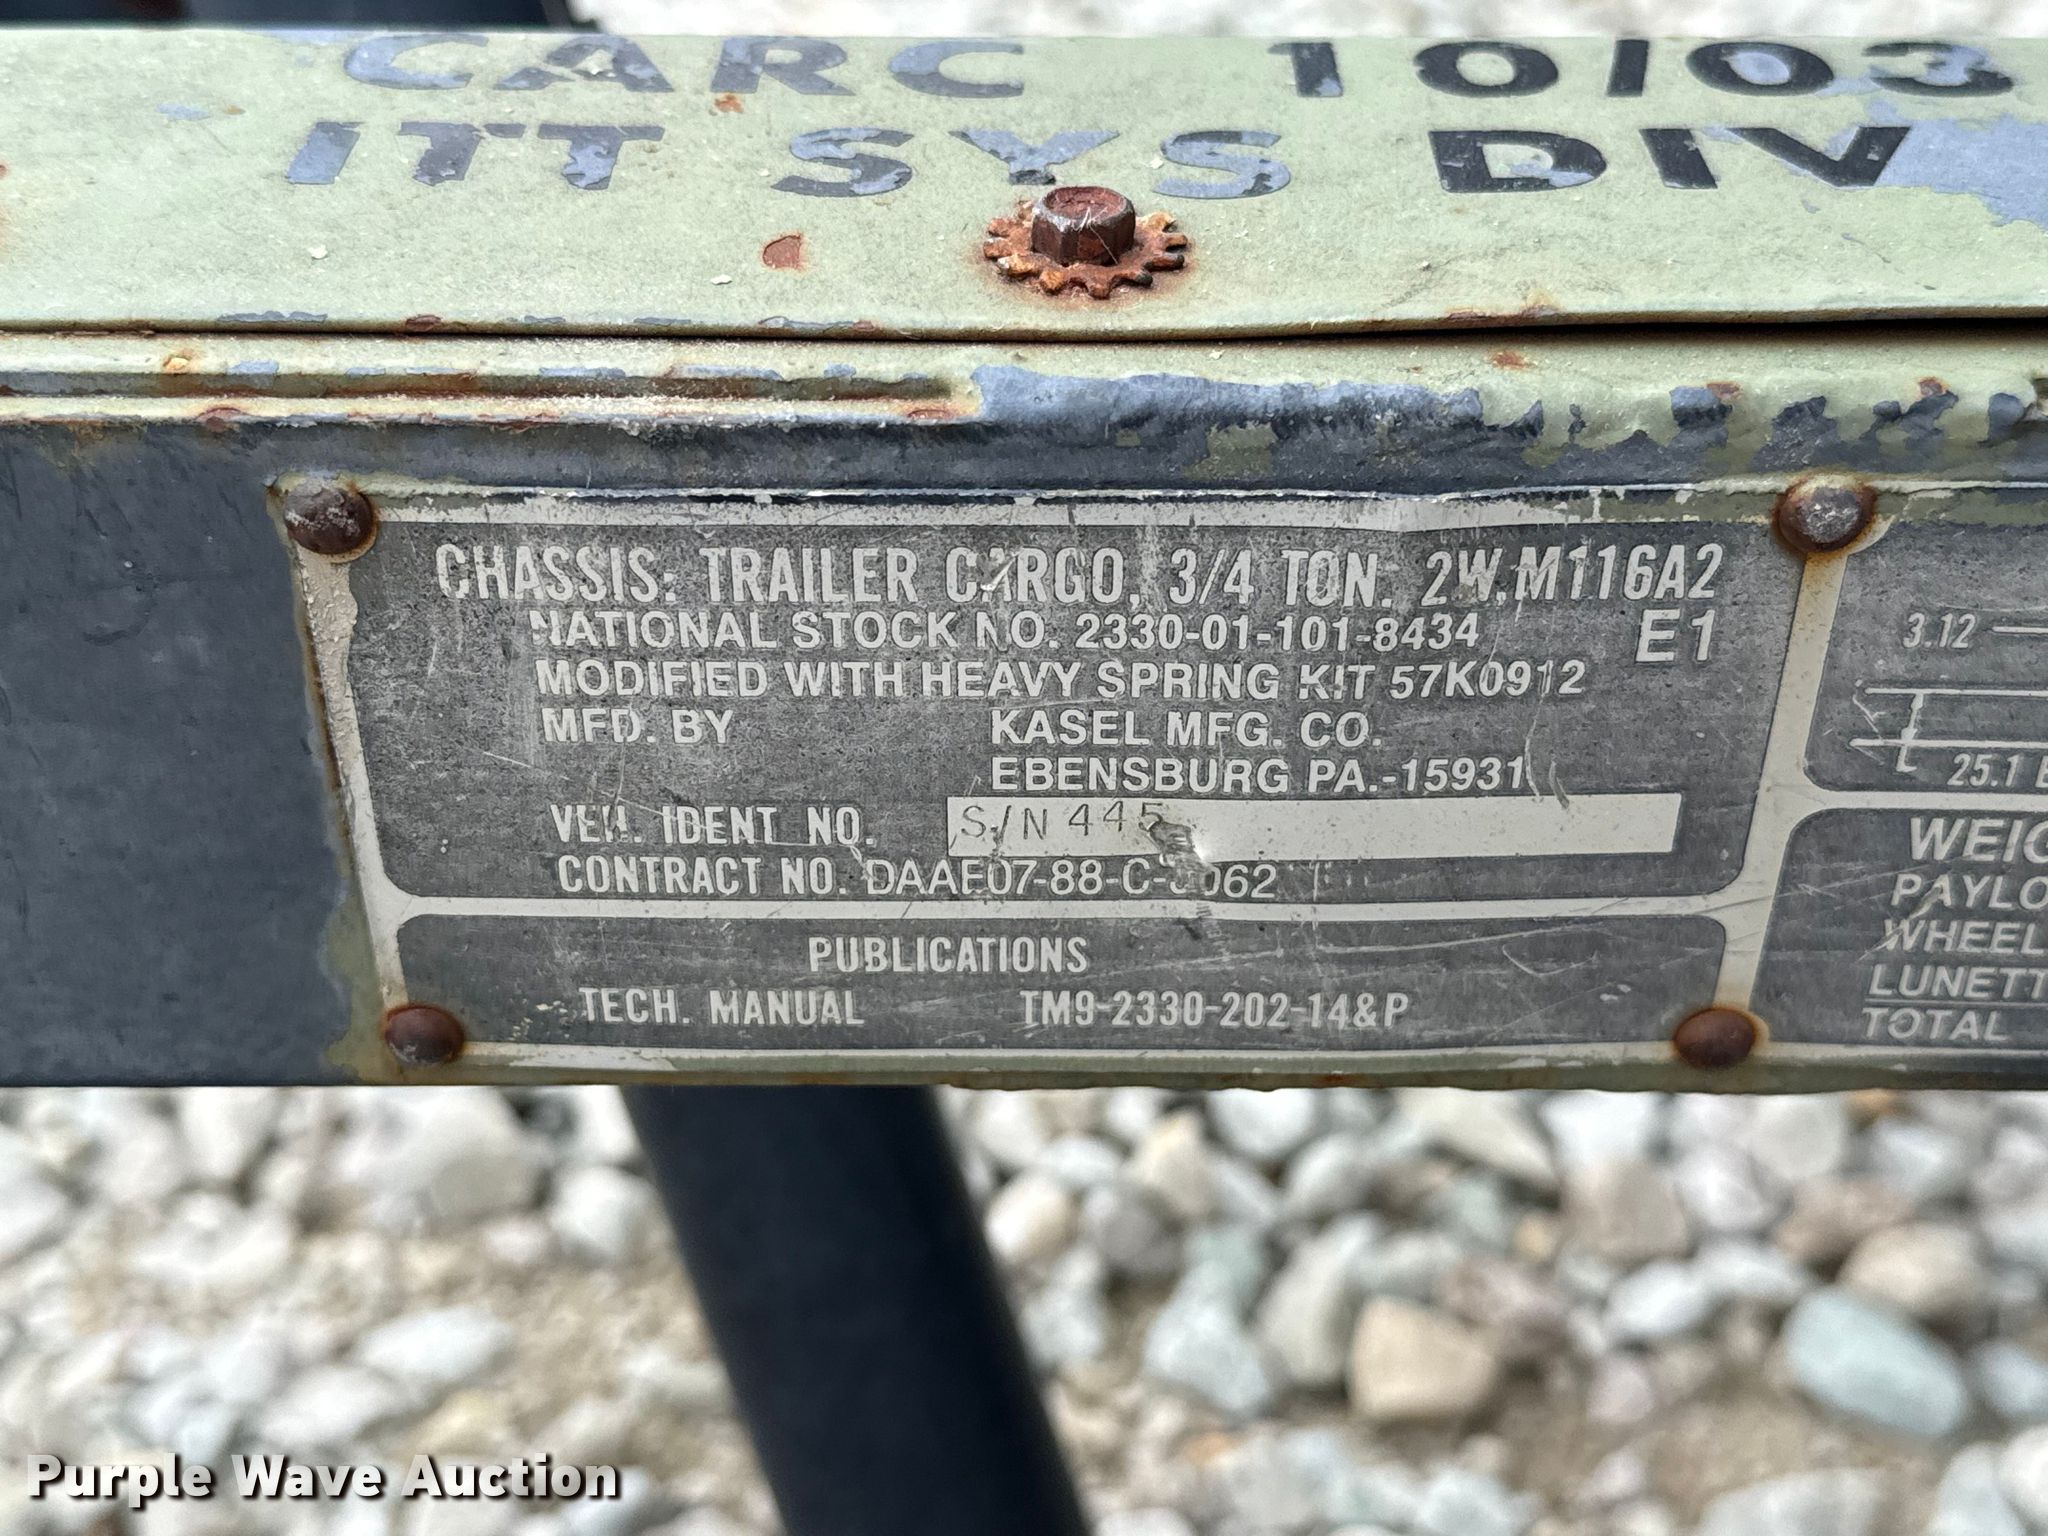 CARC 10103
ITT SYS DIV
CHASSIS: TRAILER CARGO, 3/4 TON. 2W, M116A2
E1
NATIONAL STOCK NO. 2330-01-101-8434
MODIFIED WITH HEAVY SPRING KIT 57K0912
MFD. BY KASEL MFG. CO.
EBENSBURG PA.-15931
VEH. IDENT NO. S/N 445
CONTRACT NO.
PUBLICATIONS
TECH. MANUAL TM9-2330-202-14&P
3.12
25.1
WEIG
PAYLO
WHEEL
LUNETT
TOTAL
Purple Wave Auction